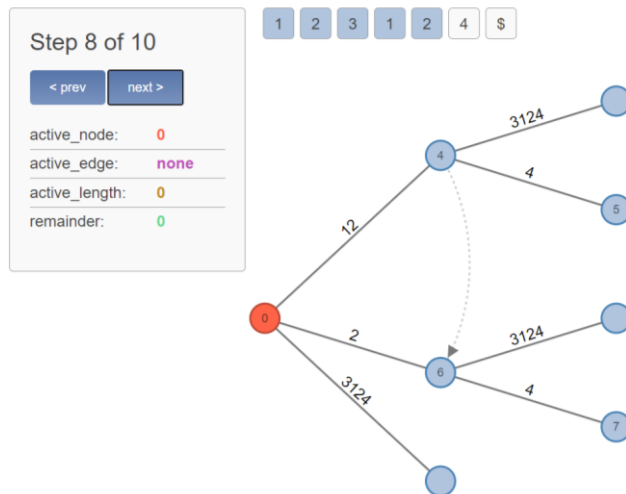 Step 8 of 10
1 2 3 1 2 4 $
< prev next >
active_node: 0
active_edge: none
active_length: 0
remainder: 0
3124
4
4
5
12
0
2
3124
6
3124
4
7